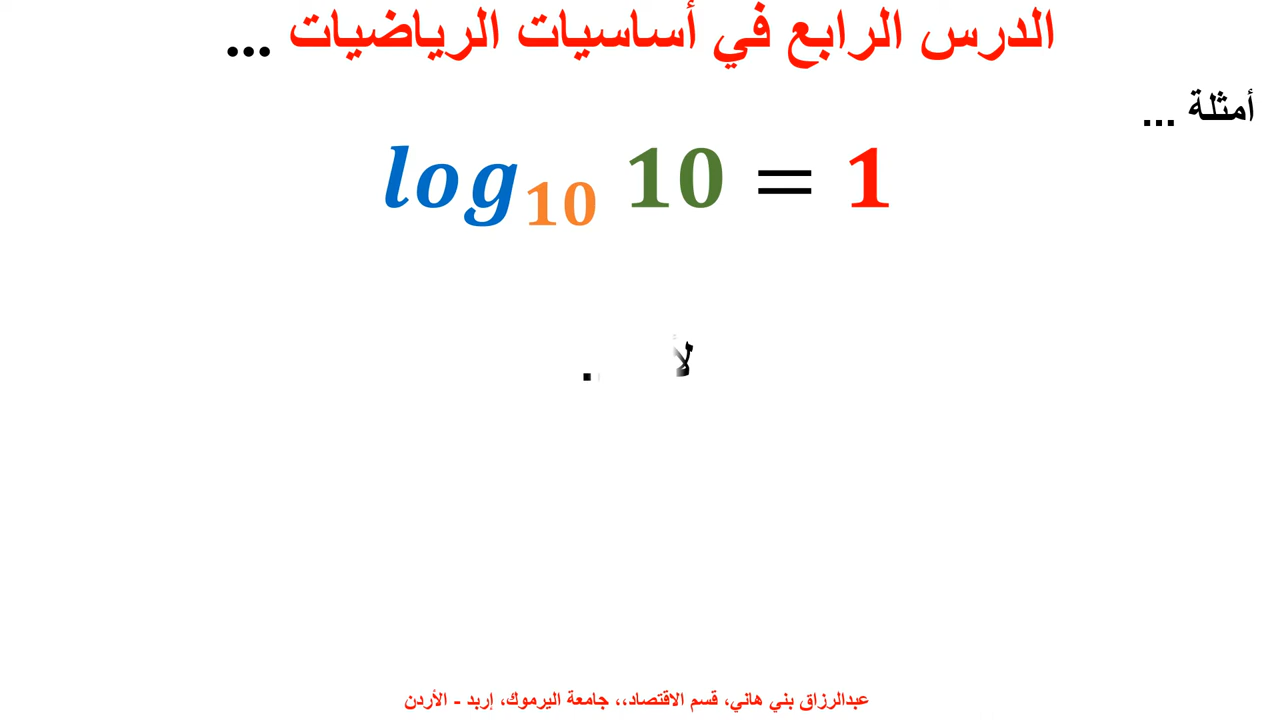 الدرس الرابع في أساسيات الرياضيات ...
أمثلة ...
log₁₀ 10 = 1
عبدالرزاق بني هاني، قسم الاقتصاد،، جامعة اليرموك، إربد - الأردن